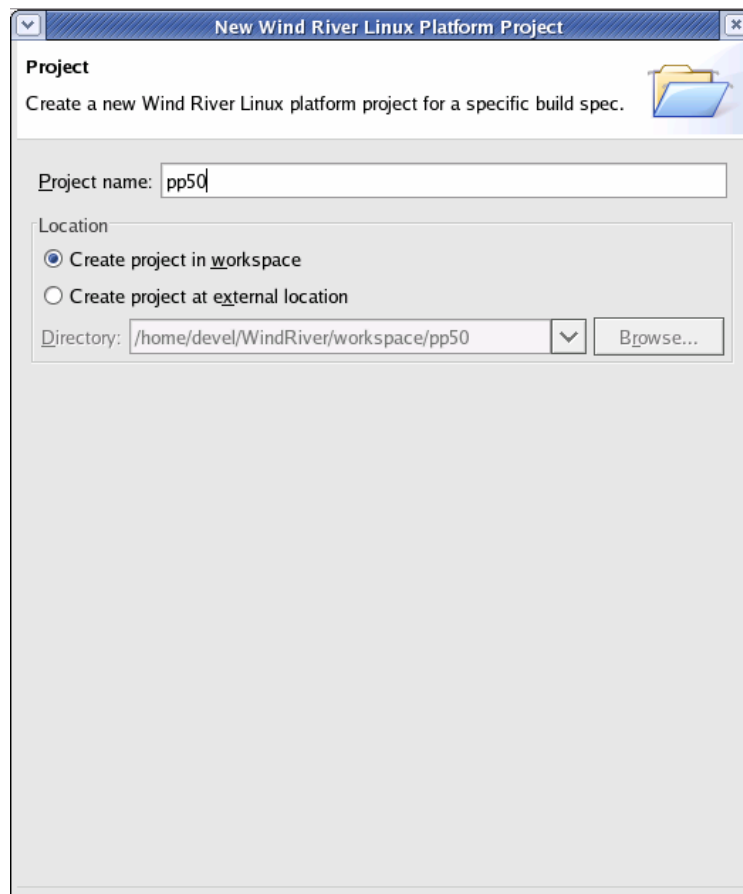 New Wind River Linux Platform Project
Project
Create a new Wind River Linux platform project for a specific build spec.
Project name: pp50
Location
Create project in workspace
Create project at external location
Directory: /home/devel/WindRiver/workspace/pp50 Browse...